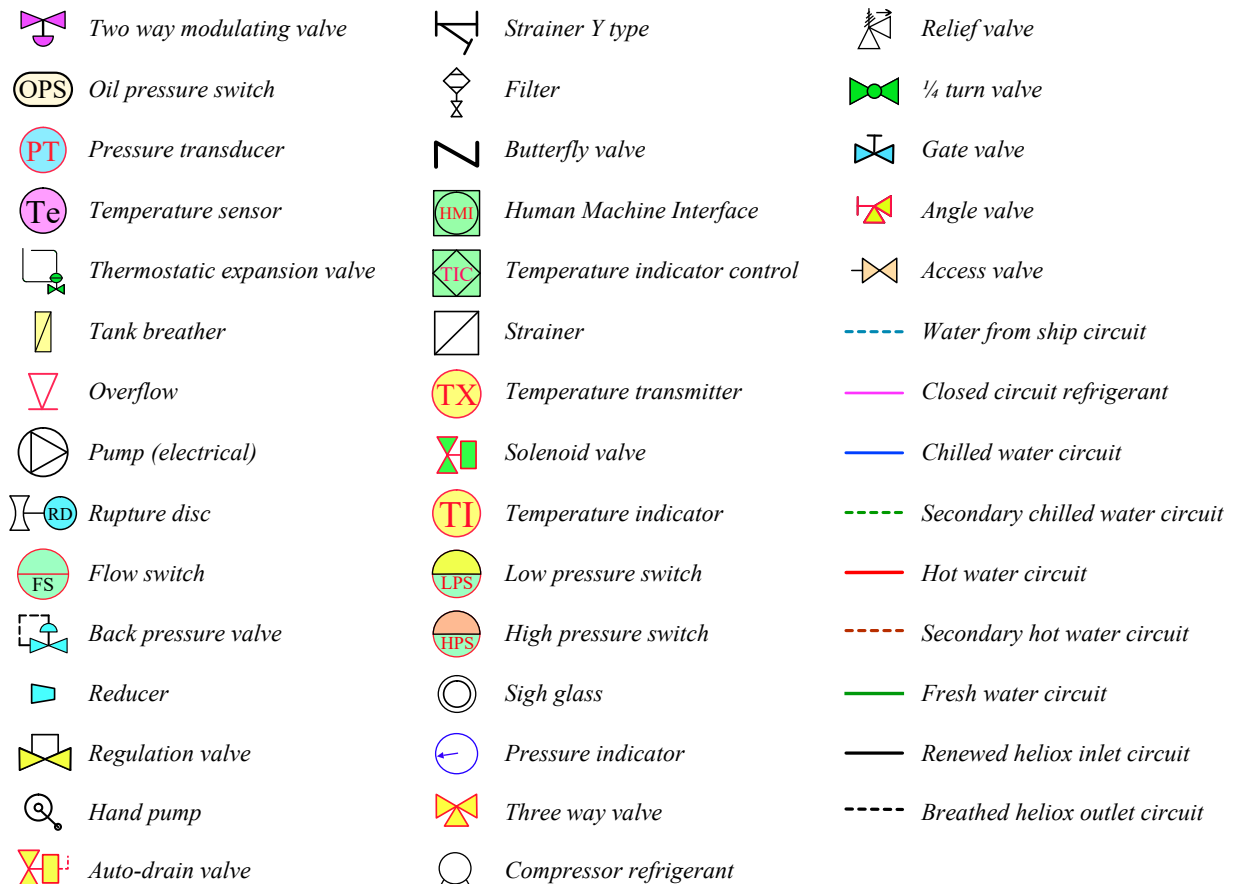 Two way modulating valve
OPS Oil pressure switch
PT Pressure transducer
Te Temperature sensor
Thermostatic expansion valve
Tank breather
Overflow
Pump (electrical)
RD Rupture disc
FS Flow switch
Back pressure valve
Reducer
Regulation valve
Hand pump
Auto-drain valve
Strainer Y type
Filter
Butterfly valve
HMI Human Machine Interface
TIC Temperature indicator control
Strainer
TX Temperature transmitter
Solenoid valve
TI Temperature indicator
LPS Low pressure switch
HPS High pressure switch
Sigh glass
Pressure indicator
Three way valve
Compressor refrigerant
Relief valve
¼ turn valve
Gate valve
Angle valve
Access valve
Water from ship circuit
Closed circuit refrigerant
Chilled water circuit
Secondary chilled water circuit
Hot water circuit
Secondary hot water circuit
Fresh water circuit
Renewed heliox inlet circuit
Breathed heliox outlet circuit